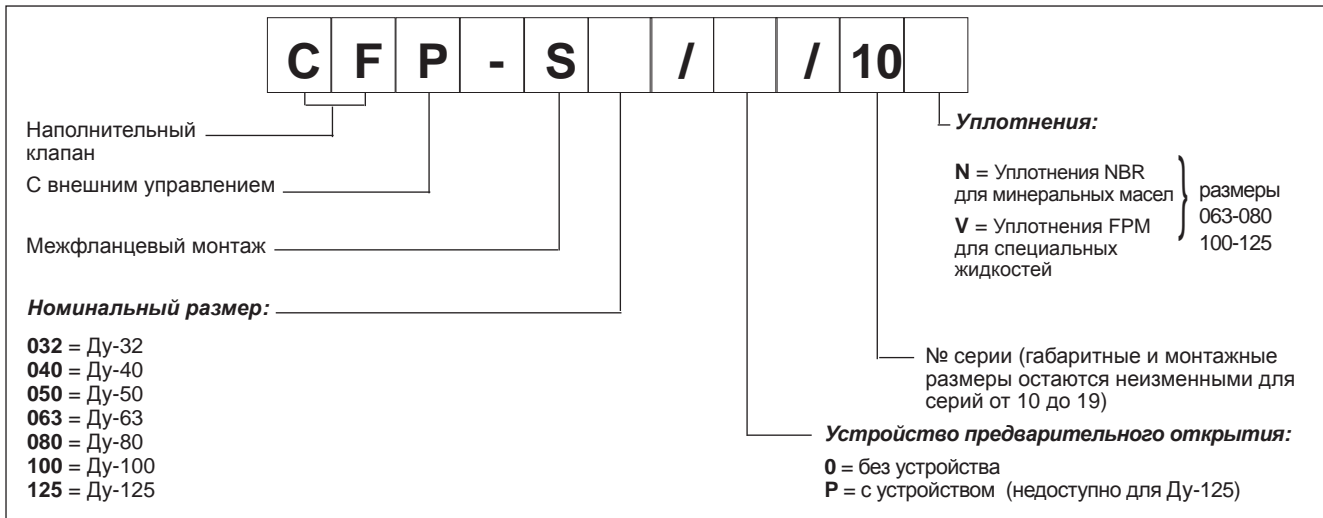 C F P - S / / 10
Наполнительный
клапан
С внешним управлением
Межфланцевый монтаж
Номинальный размер:
032 = Ду-32
040 = Ду-40
050 = Ду-50
063 = Ду-63
080 = Ду-80
100 = Ду-100
125 = Ду-125
Уплотнения:
N = Уплотнения NBR
для минеральных масел
V = Уплотнения FPM
для специальных
жидкостей
размеры
063-080
100-125
№ серии (габаритные и монтажные
размеры остаются неизменными для
серий от 10 до 19)
Устройство предварительного открытия:
0 = без устройства
P = с устройством (недоступно для Ду-125)